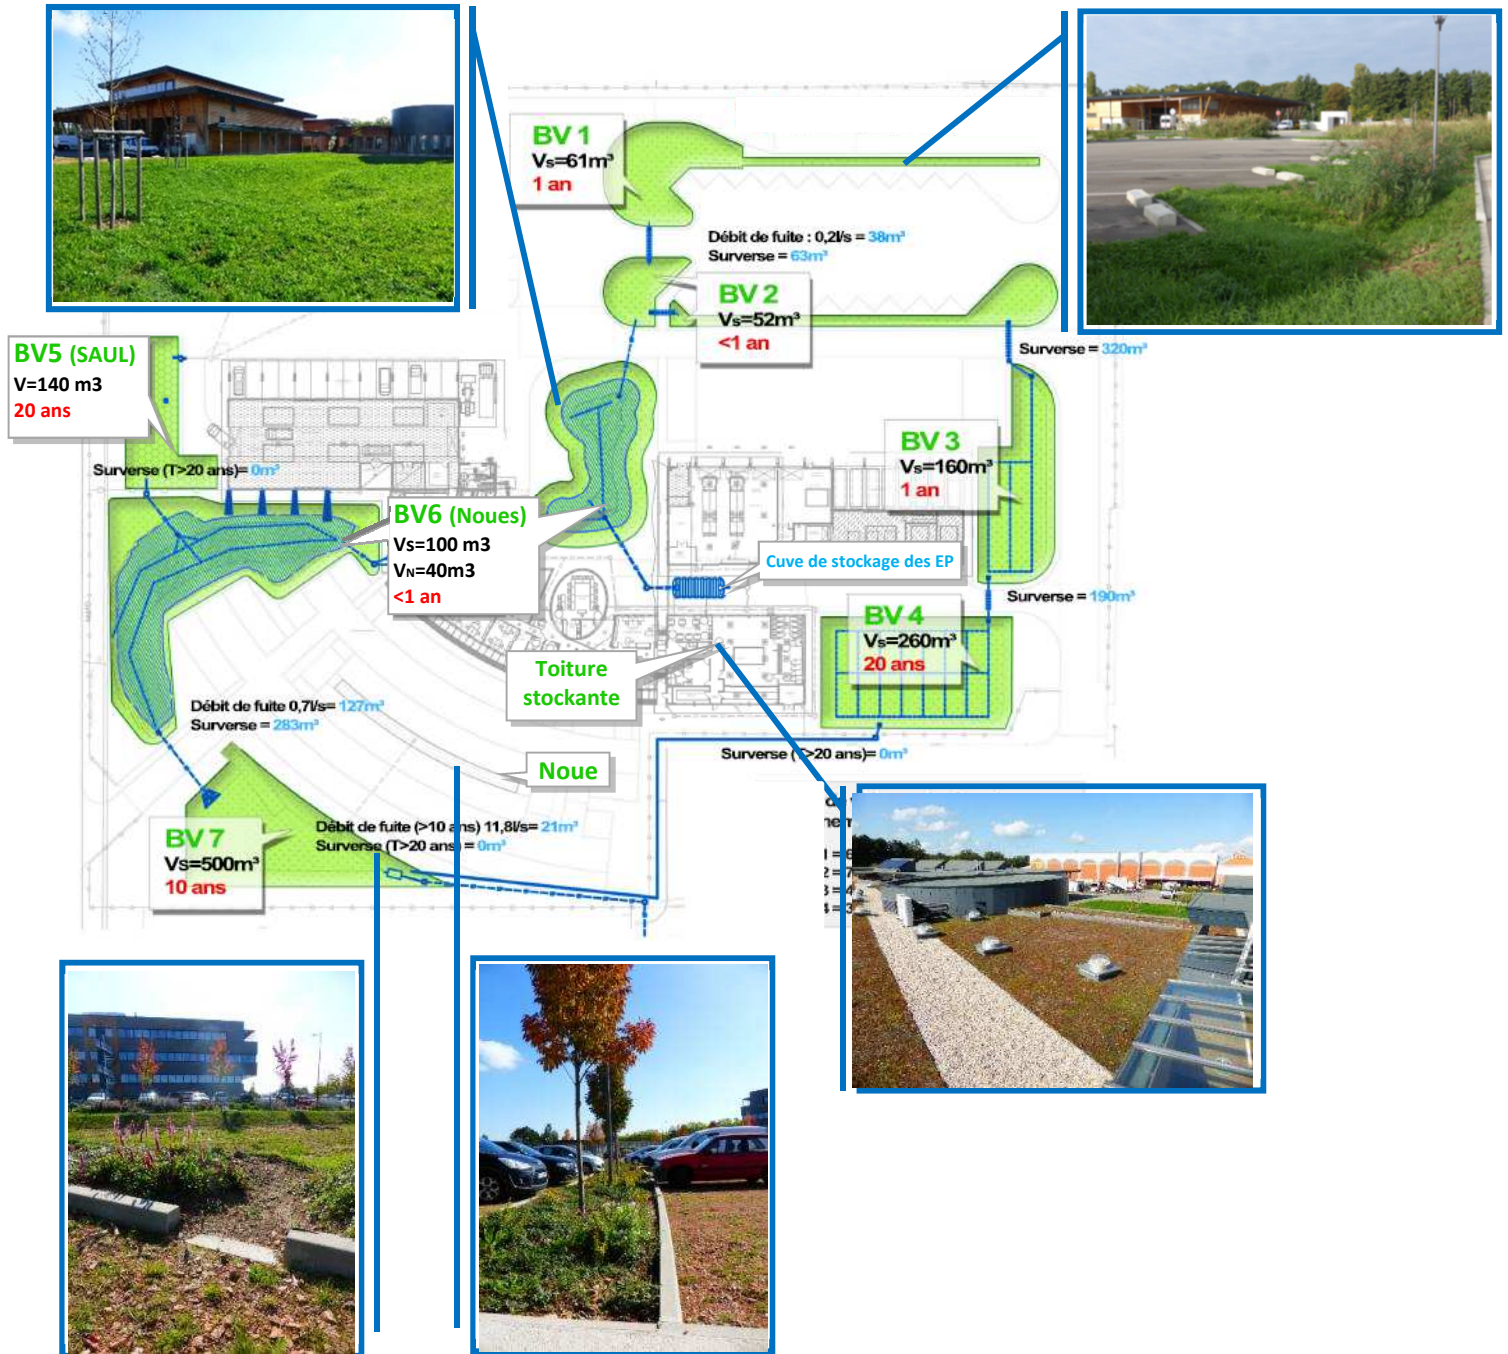 BV 1
Vs=61m³
1 an
Débit de fuite : 0,2l/s = 38m³
Surverse = 63m³
BV 2
Vs=52m³
<1 an
Surverse = 320m³
BV5 (SAUL)
V=140 m3
20 ans
Surverse (T>20 ans)= 0m³
BV 3
Vs=160m³
1 an
BV6 (Noues)
Vs=100 m3
VN=40m3
<1 an
Cuve de stockage des EP
Surverse = 190m³
BV 4
Vs=260m³
20 ans
Toiture
stockante
Débit de fuite 0,7l/s= 127m³
Surverse = 283m³
Surverse (T>20 ans)= 0m³
Noue
BV 7
Vs=500m³
10 ans
Débit de fuite (>10 ans) 11,8l/s= 21m³
Surverse (T>20 ans) = 0m³